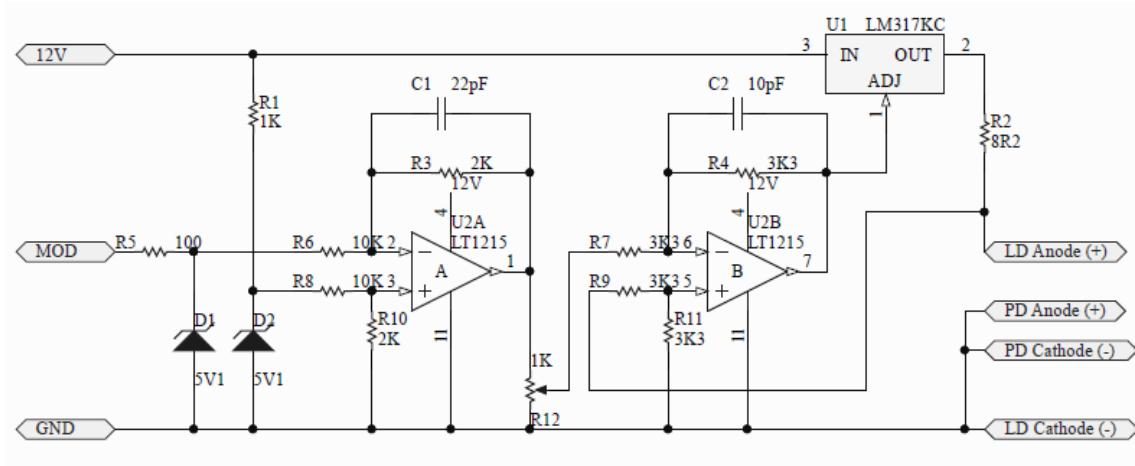 U1 LM317KC
12V
3
IN OUT
2
ADJ
1
C1 22pF
C2 10pF
R1
1K
R2
8R2
R3 2K
12V
R4 3K3
12V
4
U2A
LT1215
4
U2B
LT1215
MOD
R5 100
R6 10K 2
A
1
R7 3K3 6
B
7
LD Anode (+)
R8 10K 3
R9 3K3 5
D1
D2
R10
2K
11
R11
3K3
11
PD Anode (+)
PD Cathode (-)
5V1
5V1
1K
R12
GND
LD Cathode (-)